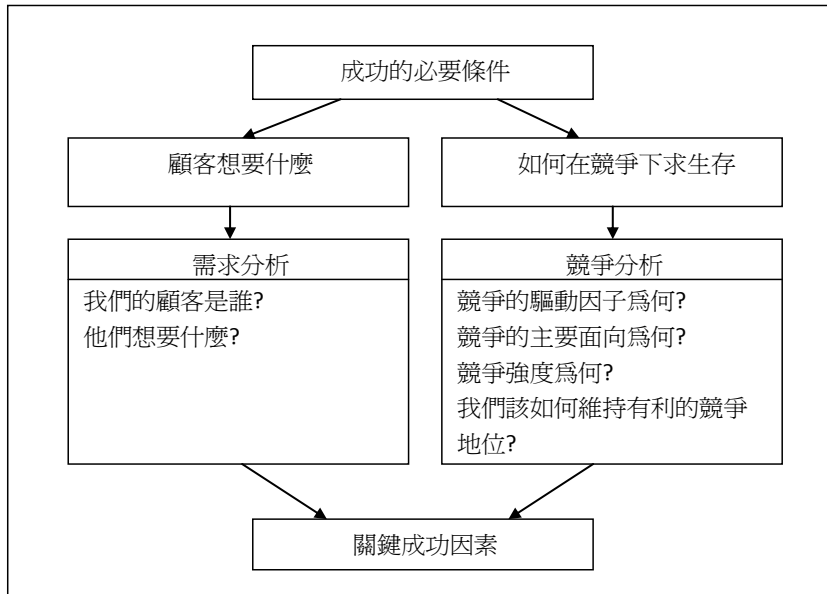 成功的必要條件
顧客想要什麼
如何在競爭下求生存
需求分析
我們的顧客是誰?
他們想要什麼?
競爭分析
競爭的驅動因子為何?
競爭的主要面向為何?
競爭強度為何?
我們該如何維持有利的競爭
地位?
關鍵成功因素